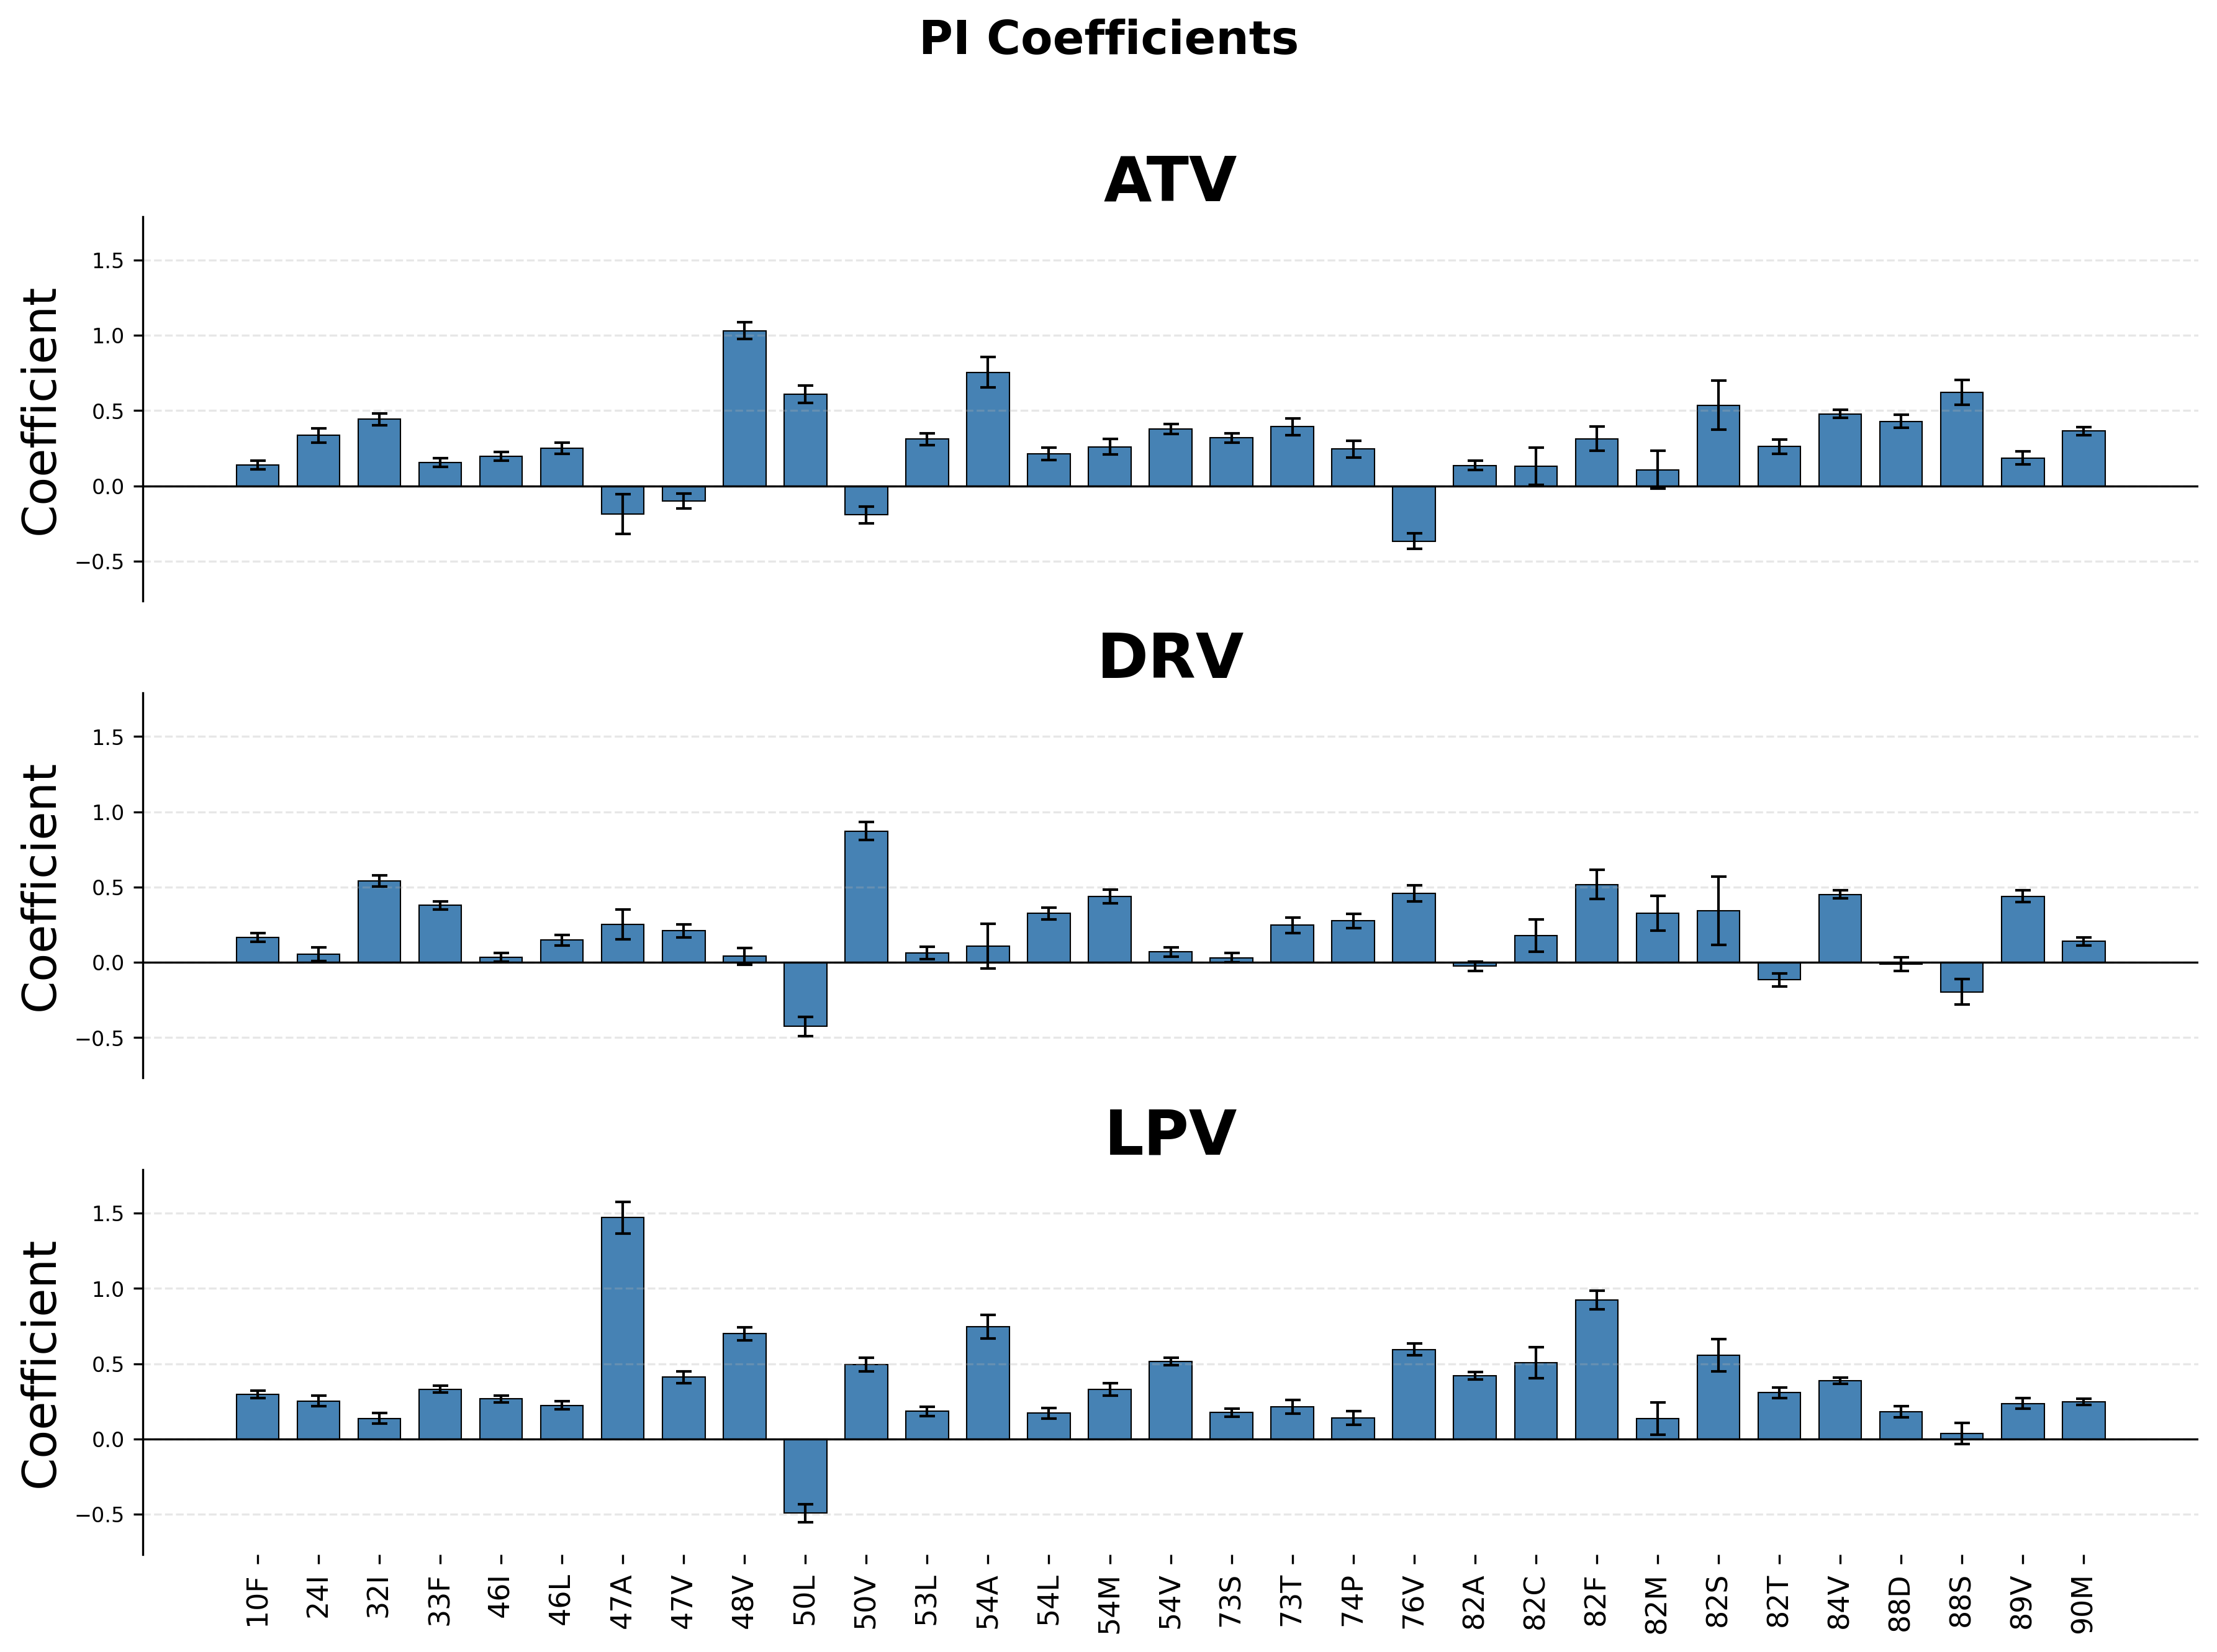 PI Coefficients
ATV
Coefficient
1.5
1.0
0.5
0.0
−0.5
DRV
Coefficient
1.5
1.0
0.5
0.0
−0.5
LPV
Coefficient
1.5
1.0
0.5
0.0
−0.5
10F
24I
32I
33F
46I
46L
47A
47V
48V
50L
50V
53L
54A
54L
54M
54V
73S
73T
74P
76V
82A
82C
82F
82M
82S
82T
84V
88D
88S
89V
90M